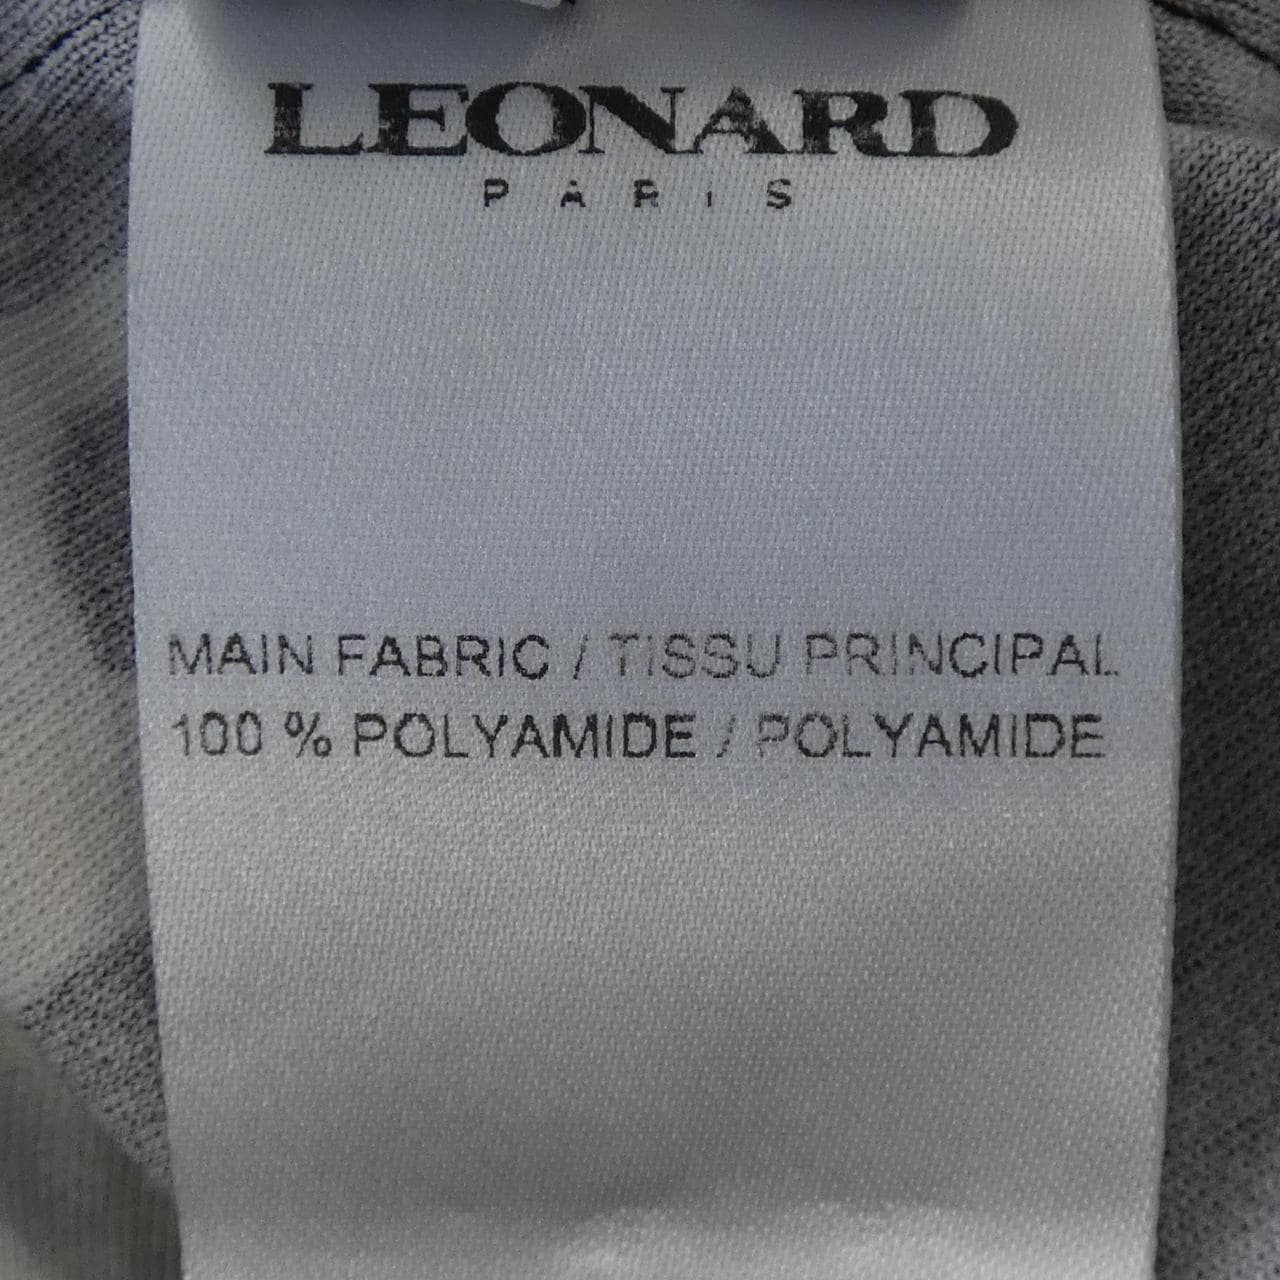 LEONARD
PARIS
MAIN FABRIC / TISSU PRINCIPAL
100 % POLYAMIDE / POLYAMIDE